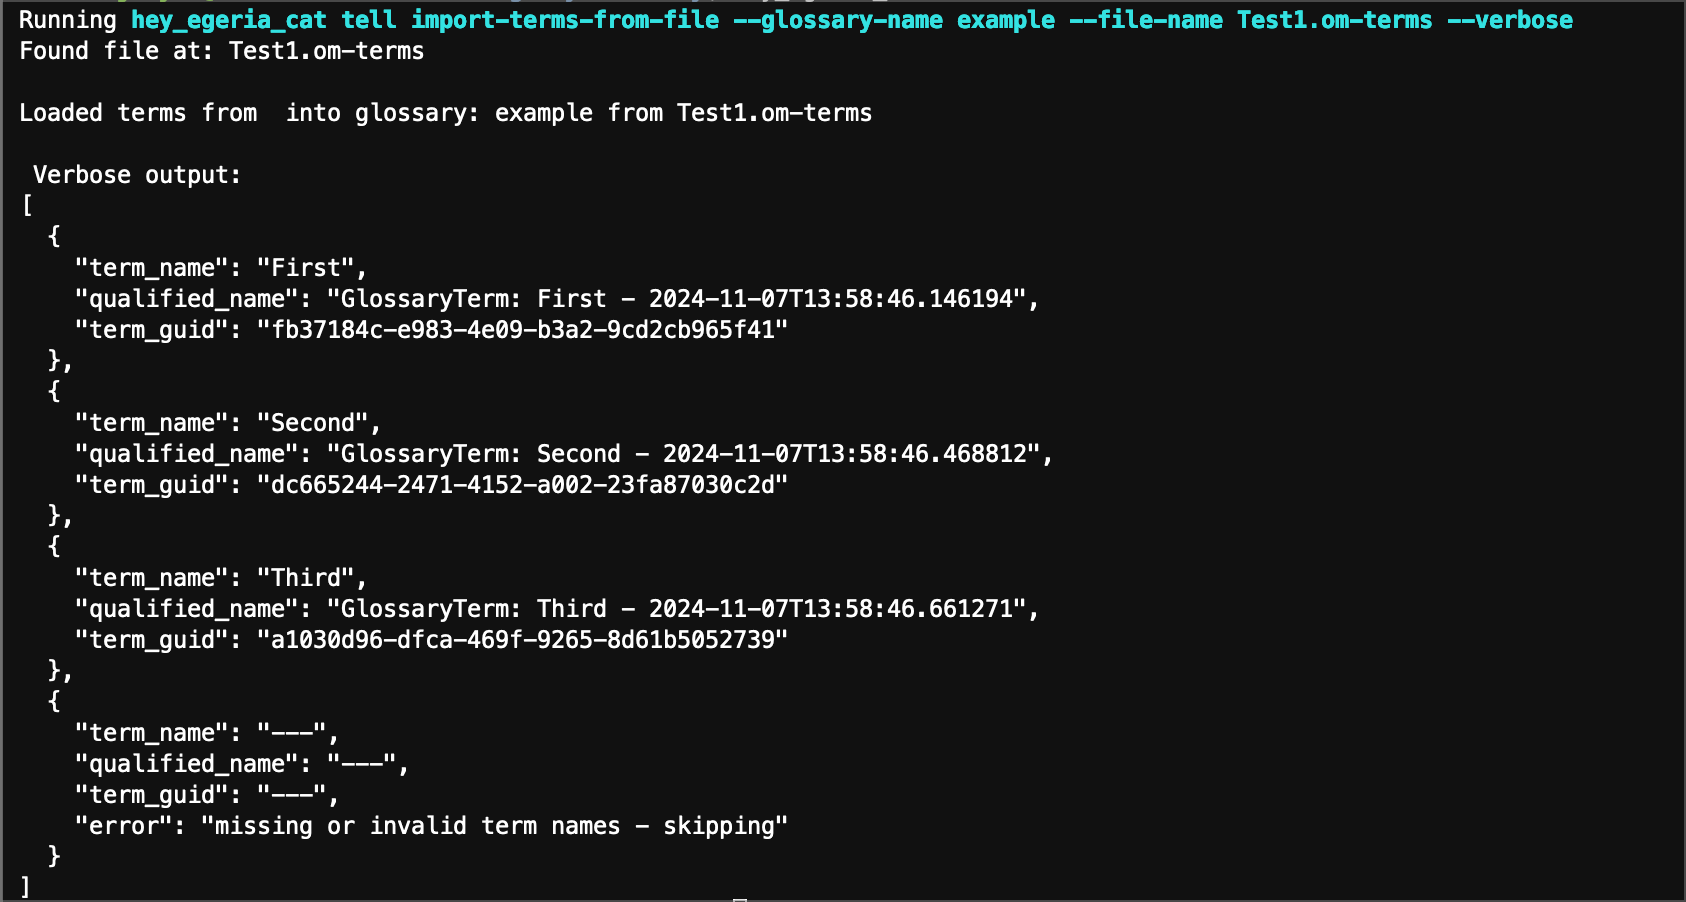 Running hey_egeria_cat tell import-terms-from-file --glossary-name example --file-name Test1.om-terms --verbose
Found file at: Test1.om-terms
Loaded terms from  into glossary: example from Test1.om-terms
 Verbose output:
[
  {
    "term_name": "First",
    "qualified_name": "GlossaryTerm: First - 2024-11-07T13:58:46.146194",
    "term_guid": "fb37184c-e983-4e09-b3a2-9cd2cb965f41"
  },
  {
    "term_name": "Second",
    "qualified_name": "GlossaryTerm: Second - 2024-11-07T13:58:46.468812",
    "term_guid": "dc665244-2471-4152-a002-23fa87030c2d"
  },
  {
    "term_name": "Third",
    "qualified_name": "GlossaryTerm: Third - 2024-11-07T13:58:46.661271",
    "term_guid": "a1030d96-dfca-469f-9265-8d61b5052739"
  },
  {
    "term_name": "---",
    "qualified_name": "---",
    "term_guid": "---",
    "error": "missing or invalid term names - skipping"
  }
]